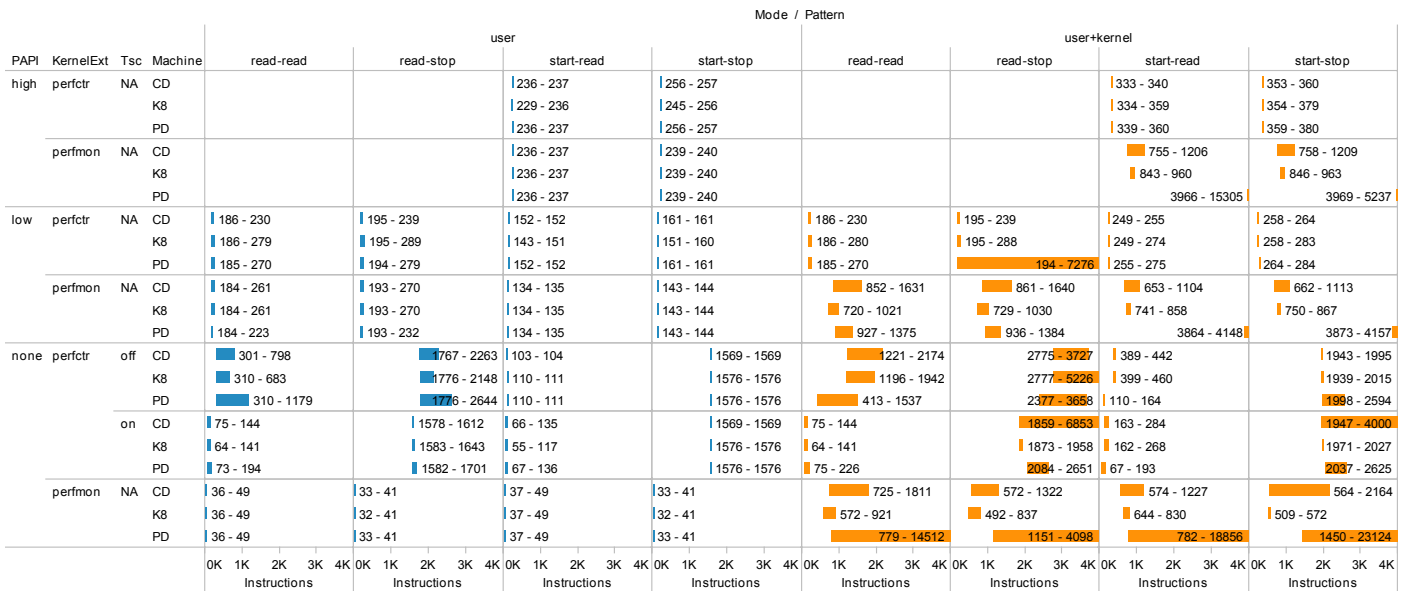 Mode / Pattern
user user+kernel
PAPI KernelExt Tsc Machine read-read read-stop start-read start-stop read-read read-stop start-read start-stop
high perfctr NA CD 236 - 237 256 - 257 333 - 340 353 - 360
K8 229 - 236 245 - 256 334 - 359 354 - 379
PD 236 - 237 256 - 257 339 - 360 359 - 380
perfmon NA CD 236 - 237 239 - 240 755 - 1206 758 - 1209
K8 236 - 237 239 - 240 843 - 960 846 - 963
PD 236 - 237 239 - 240 3966 - 15305 3969 - 5237
low perfctr NA CD 186 - 230 195 - 239 152 - 152 161 - 161 186 - 230 195 - 239 249 - 255 258 - 264
K8 186 - 279 195 - 289 143 - 151 151 - 160 186 - 280 195 - 288 249 - 274 258 - 283
PD 185 - 270 194 - 279 152 - 152 161 - 161 185 - 270 194 - 7276 255 - 275 264 - 284
perfmon NA CD 184 - 261 193 - 270 134 - 135 143 - 144 852 - 1631 861 - 1640 653 - 1104 662 - 1113
K8 184 - 261 193 - 270 134 - 135 143 - 144 720 - 1021 729 - 1030 741 - 858 750 - 867
PD 184 - 223 193 - 232 134 - 135 143 - 144 927 - 1375 936 - 1384 3864 - 4148 3873 - 4157
none perfctr off CD 301 - 798 1767 - 2263 103 - 104 1569 - 1569 1221 - 2174 2775 - 3727 389 - 442 1943 - 1995
K8 310 - 683 1776 - 2148 110 - 111 1576 - 1576 1196 - 1942 2777 - 5226 399 - 460 1939 - 2015
PD 310 - 1179 1776 - 2644 110 - 111 1576 - 1576 413 - 1537 2377 - 3658 110 - 164 1998 - 2594
on CD 75 - 144 1578 - 1612 66 - 135 1569 - 1569 75 - 144 1859 - 6853 163 - 284 1947 - 4000
K8 64 - 141 1583 - 1643 55 - 117 1576 - 1576 64 - 141 1873 - 1958 162 - 268 1971 - 2027
PD 73 - 194 1582 - 1701 67 - 136 1576 - 1576 75 - 226 2084 - 2651 67 - 193 2037 - 2625
perfmon NA CD 36 - 49 33 - 41 37 - 49 33 - 41 725 - 1811 572 - 1322 574 - 1227 564 - 2164
K8 36 - 49 32 - 41 37 - 49 32 - 41 572 - 921 492 - 837 644 - 830 509 - 572
PD 36 - 49 33 - 41 37 - 49 33 - 41 779 - 14512 1151 - 4098 782 - 18856 1450 - 23124
0K 1K 2K 3K 4K 0K 1K 2K 3K 4K 0K 1K 2K 3K 4K 0K 1K 2K 3K 4K 0K 1K 2K 3K 4K 0K 1K 2K 3K 4K 0K 1K 2K 3K 4K 0K 1K 2K 3K 4K
Instructions Instructions Instructions Instructions Instructions Instructions Instructions Instructions